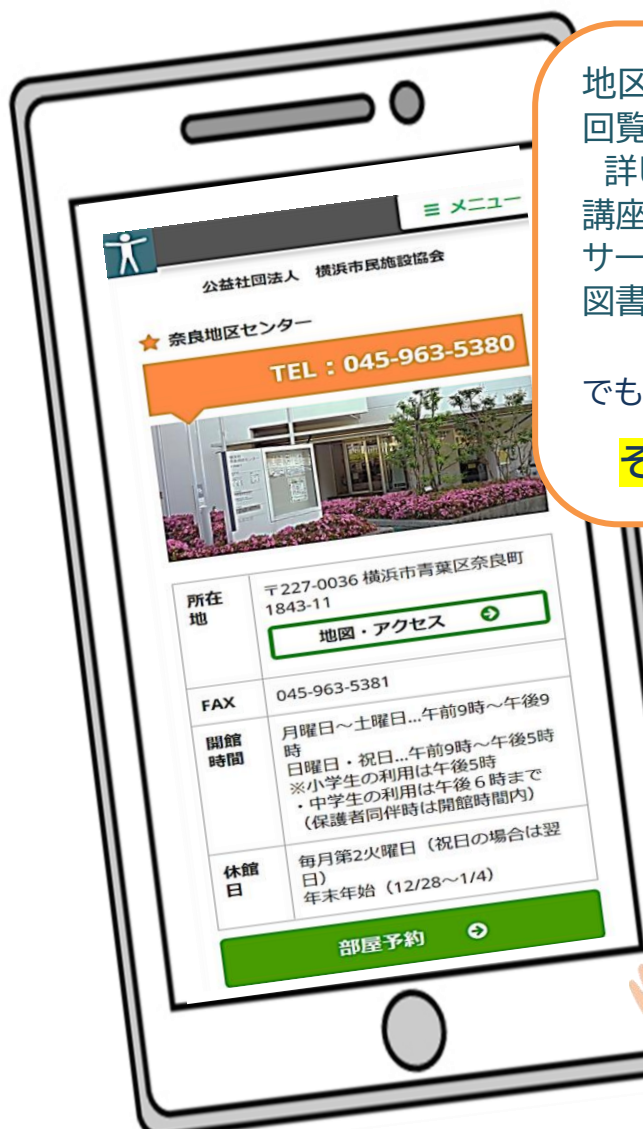 ≡ メニュー
公益社団法人 横浜市民施設協会
奈良地区センター
TEL：045-963-5380
所在
地
〒227-0036 横浜市青葉区奈良町
1843-11
地図・アクセス
FAX
045-963-5381
開館
時間
月曜日～土曜日...午前9時～午後9
時
日曜日・祝日...午前9時～午後5時
※小学生の利用は午後5時
・中学生の利用は午後６時まで
（保護者同伴時は開館時間内）
休館
日
毎月第2火曜日（祝日の場合は翌
日）
年末年始（12/28～1/4）
部屋予約
地区
回覧
詳し
講座
サー
図書
でも
そ